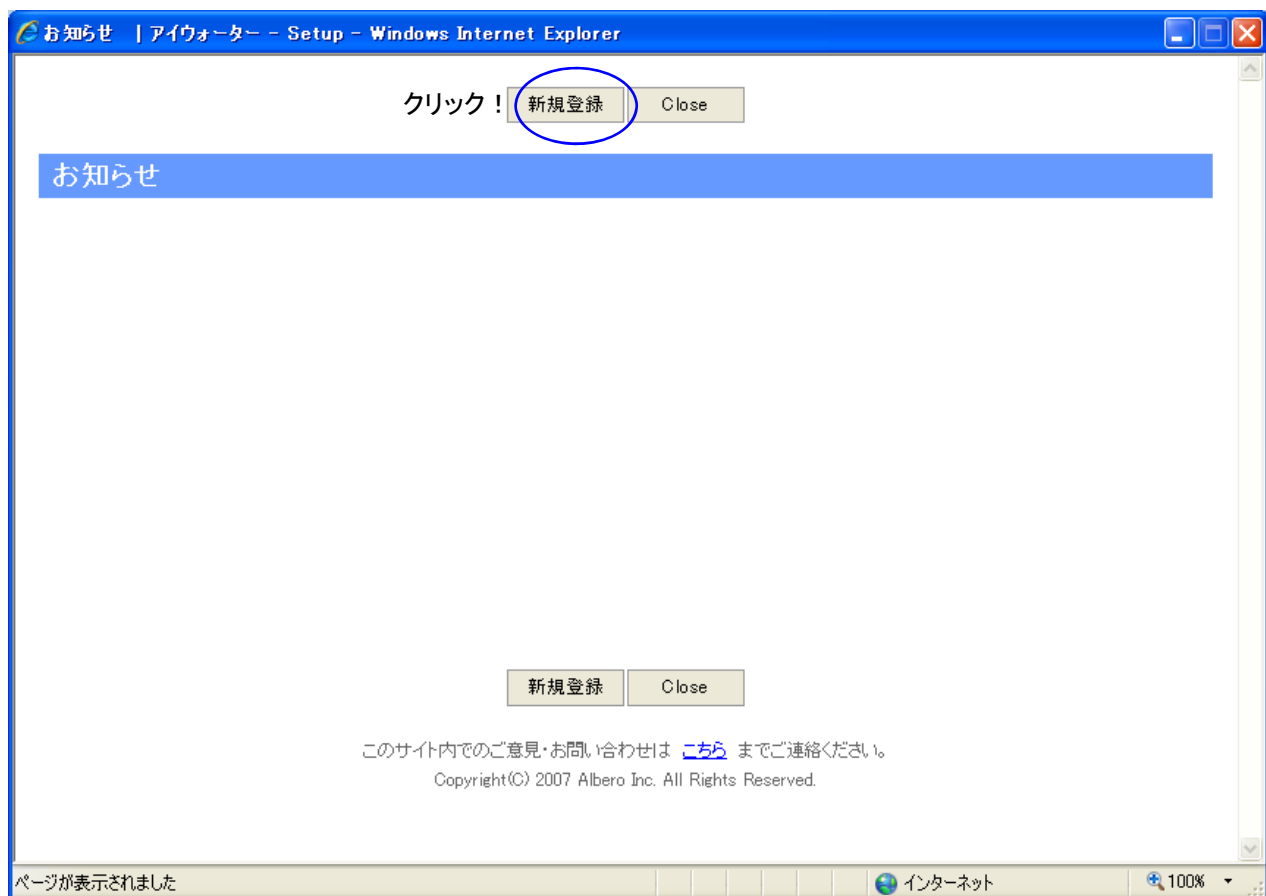 お知らせ | アイウォーター - Setup - Windows Internet Explorer
クリック！ 新規登録 Close
お知らせ
新規登録 Close
このサイト内でのご意見・お問い合わせは こちら までご連絡ください。
Copyright(C) 2007 Albero Inc. All Rights Reserved.
ページが表示されました インターネット 100%